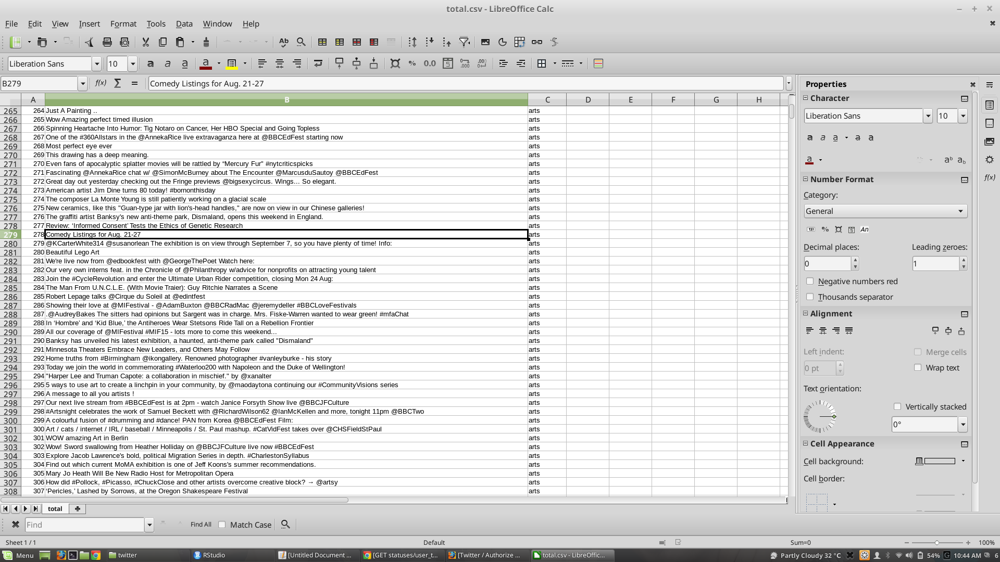 total.csv - LibreOffice Calc
File Edit View Insert Format Tools Data Window Help
Liberation Sans 10
B279 f(x) Σ = Comedy Listings for Aug. 21-27
A B C D E F G H
265 264 Just A Painting .. arts
266 265 Wow Amazing perfect timed illusion arts
267 266 Spinning Heartache Into Humor: Tig Notaro on Cancer, Her HBO Special and Going Topless arts
268 267 One of the #360Allstars in the @AnnekaRice live extravaganza here at @BBCEdFest starting now arts
269 268 Most perfect eye ever arts
270 269 This drawing has a deep meaning. arts
271 270 Even fans of apocalyptic splatter movies will be rattled by “Mercury Fur” #nytcriticspicks arts
272 271 Fascinating @AnnekaRice chat w/ @SimonMcBurney about The Encounter @MarcusduSautoy @BBCEdFest arts
273 272 Great day out yesterday checking out the Fringe previews @bigsexycircus. Wings... So elegant. arts
274 273 American artist Jim Dine turns 80 today! #bornonthisday arts
275 274 The composer La Monte Young is still patiently working on a glacial scale arts
276 275 New ceramics, like this "Guan-type jar with lion's-head handles," are now on view in our Chinese galleries! arts
277 276 The graffiti artist Banksy's new anti-theme park, Dismaland, opens this weekend in England. arts
278 277 Review: ‘Informed Consent’ Tests the Ethics of Genetic Research arts
279 278 Comedy Listings for Aug. 21-27 arts
280 279 @KCarterWhite314 @susanorlean The exhibition is on view through September 7, so you have plenty of time! Info: arts
281 280 Beautiful Lego Art arts
282 281 We're live now from @edbookfest with @GeorgeThePoet Watch here: arts
283 282 Our very own interns feat. in the Chronicle of @Philanthropy w/advice for nonprofits on attracting young talent arts
284 283 Join the #CycleRevolution and enter the Ultimate Urban Rider competition, closing Mon 24 Aug: arts
285 284 The Man From U.N.C.L.E. (With Movie Traier): Guy Ritchie Narrates a Scene arts
286 285 Robert Lepage talks @Cirque du Soleil at @edintfest arts
287 286 Showing their love at @MIFestival - @AdamBuxton @BBCRadMac @jeremydeller #BBCLoveFestivals arts
288 287 .@AudreyBakes The sitters had opinions but Sargent was in charge. Mrs. Fiske-Warren wanted to wear green! #mfaChat arts
289 288 In ‘Hombre’ and ‘Kid Blue,’ the Antiheroes Wear Stetsons Ride Tall on a Rebellion Frontier arts
290 289 All our coverage of @MIFestival #MIF15 - lots more to come this weekend... arts
291 290 Banksy has unveiled his latest exhibition, a haunted, anti-theme park called "Dismaland" arts
292 291 Minnesota Theaters Embrace New Leaders, and Others May Follow arts
293 292 Home truths from #Birmingham @ikongallery. Renowned photographer #vanleyburke - his story arts
294 293 Today we join the world in commemorating #Waterloo200 with Napoleon and the Duke of Wellington! arts
295 294 "Harper Lee and Truman Capote: a collaboration in mischief." by @xanalter arts
296 295 5 ways to use art to create a linchpin in your community, by @maodaytona continuing our #CommunityVisions series arts
297 296 A message to all you artists ! arts
298 297 Our next live stream from #BBCEdFest is at 2pm - watch Janice Forsyth Show live @BBCJFCulture arts
299 298 #Artsnight celebrates the work of Samuel Beckett with @RichardWilson62 @IanMcKellen and more, tonight 11pm @BBCTwo arts
300 299 A colourful fusion of #drumming and #dance! PAN from Korea @BBCEdFest Film: arts
301 300 Art / cats / internet / IRL / baseball / Minneapolis / St. Paul mashup. #CatVidFest takes over @CHSFieldStPaul arts
302 301 WOW amazing Art in Berlin arts
303 302 Wow! Sword swallowing from Heather Holliday on @BBCJFCulture live now #BBCEdFest arts
304 303 Explore Jacob Lawrence's bold, political Migration Series in depth. #CharlestonSyllabus arts
305 304 Find out which current MoMA exhibition is one of Jeff Koons's summer recommendations. arts
306 305 Mary Jo Heath Will Be New Radio Host for Metropolitan Opera arts
307 306 How did #Pollock, #Picasso, #ChuckClose and other artists overcome creative block? → @artsy arts
308 307 ‘Pericles,’ Lashed by Sorrows, at the Oregon Shakespeare Festival arts
Properties
Character
Liberation Sans 10
Number Format
Category:
General
Decimal places: Leading zeroes:
0 1
Negative numbers red
Thousands separator
Alignment
Left indent: Merge cells
0 pt Wrap text
Text orientation:
Vertically stacked
0°
Cell Appearance
Cell background:
Cell border:
total
Find Find All Match Case
Sheet 1 / 1 Default Sum=0 100%
Menu twitter RStudio [Untitled Document ... [GET statuses/user_t... [Twitter / Authorize ... total.csv - LibreOffic... Partly Cloudy 32 °C 54% 10:44 AM 6